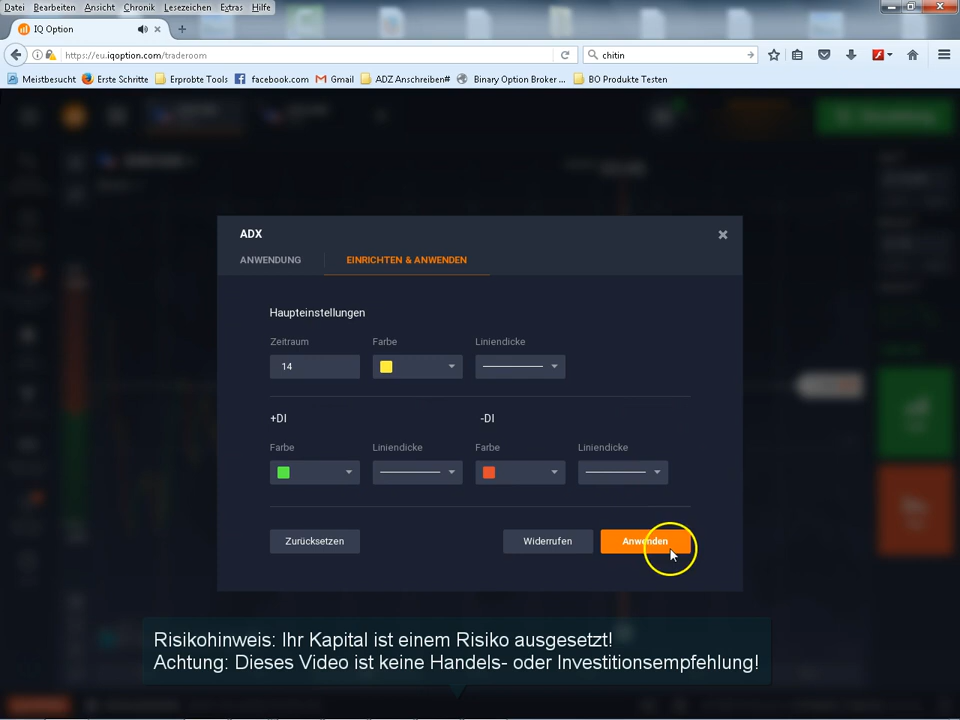 Datei Bearbeiten Ansicht Chronik Lesezeichen Extras Hilfe
IQ Option
https://eu.iqoption.com/traderoom
chitin
Meistbesucht Erste Schritte Erprobte Tools facebook.com Gmail ADZ Anschreiben# Binary Option Broker ... BO Produkte Testen
ADX
ANWENDUNG EINRICHTEN & ANWENDEN
Haupteinstellungen
Zeitraum Farbe Liniendicke
14
+DI -DI
Farbe Liniendicke Farbe Liniendicke
Zurücksetzen Widerrufen Anwenden
Risikohinweis: Ihr Kapital ist einem Risiko ausgesetzt!
Achtung: Dieses Video ist keine Handels- oder Investitionsempfehlung!